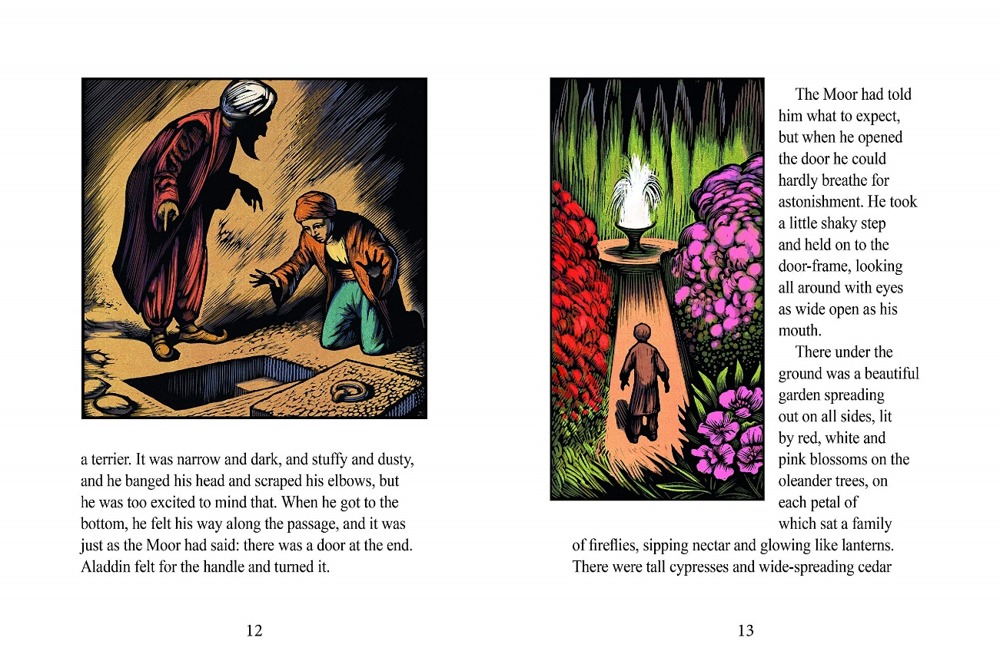 a terrier. It was narrow and dark, and stuffy and dusty,
and he banged his head and scraped his elbows, but
he was too excited to mind that. When he got to the
bottom, he felt his way along the passage, and it was
just as the Moor had said: there was a door at the end.
Aladdin felt for the handle and turned it.
12
The Moor had told
him what to expect,
but when he opened
the door he could
hardly breathe for
astonishment. He took
a little shaky step
and held on to the
door-frame, looking
all around with eyes
as wide open as his
mouth.
There under the
ground was a beautiful
garden spreading
out on all sides, lit
by red, white and
pink blossoms on the
oleander trees, on
each petal of
which sat a family
of fireflies, sipping nectar and glowing like lanterns.
There were tall cypresses and wide-spreading cedar
13